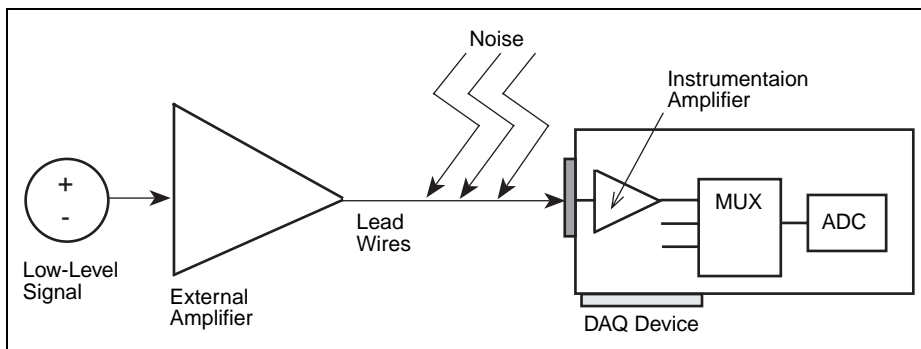 Noise
Instrumentaion
Amplifier
+
-
MUX
ADC
Lead
Wires
Low-Level
Signal
External
Amplifier
DAQ Device